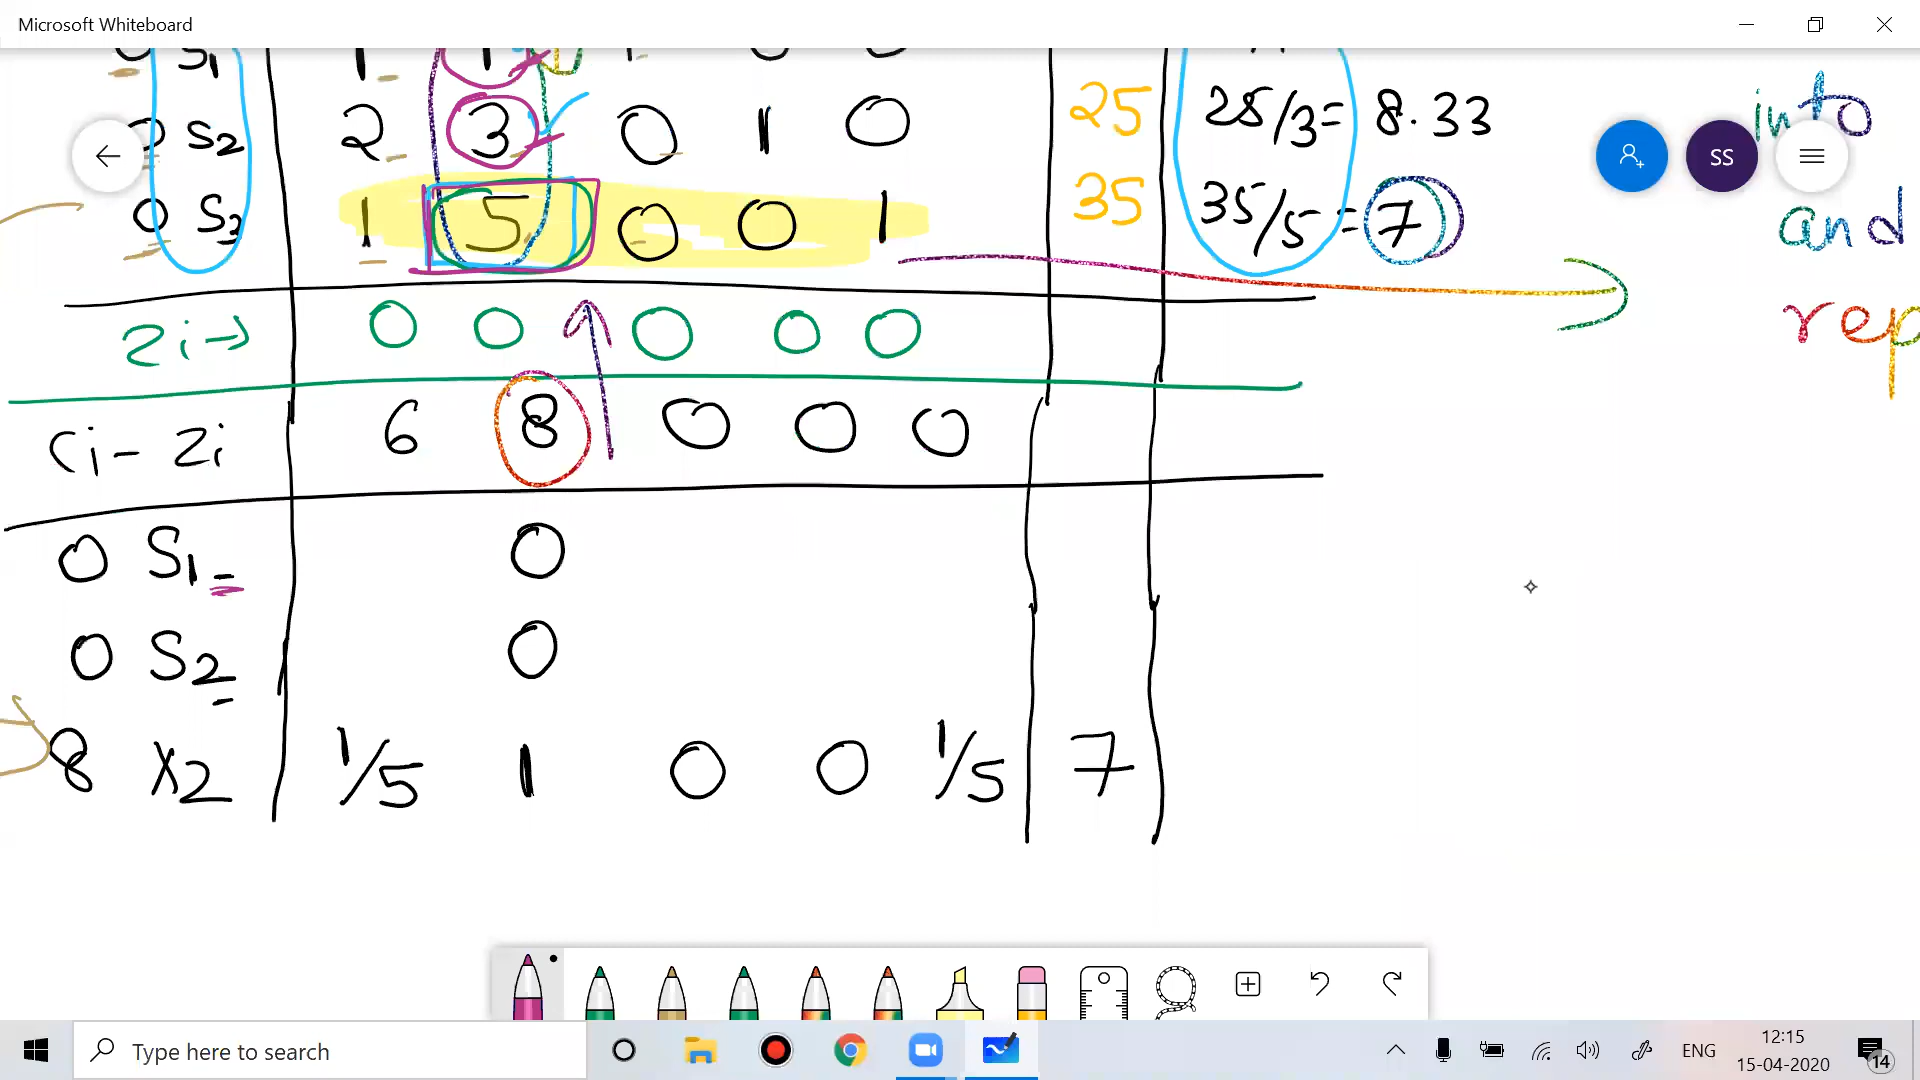 Microsoft Whiteboard
0 S1 1 1 1 0 0
0 S2 2 3 0 1 0 25 25/3= 8.33
0 S3 1 5 0 0 1 35 35/5 = 7
into
and
rep
SS
Zi→ 0 0 0 0 0
Ci - Zi 6 8 0 0 0
0 S1 0
0 S2 0
8 X2 1/5 1 0 0 1/5 7
Type here to search
ENG
12:15
15-04-2020
14